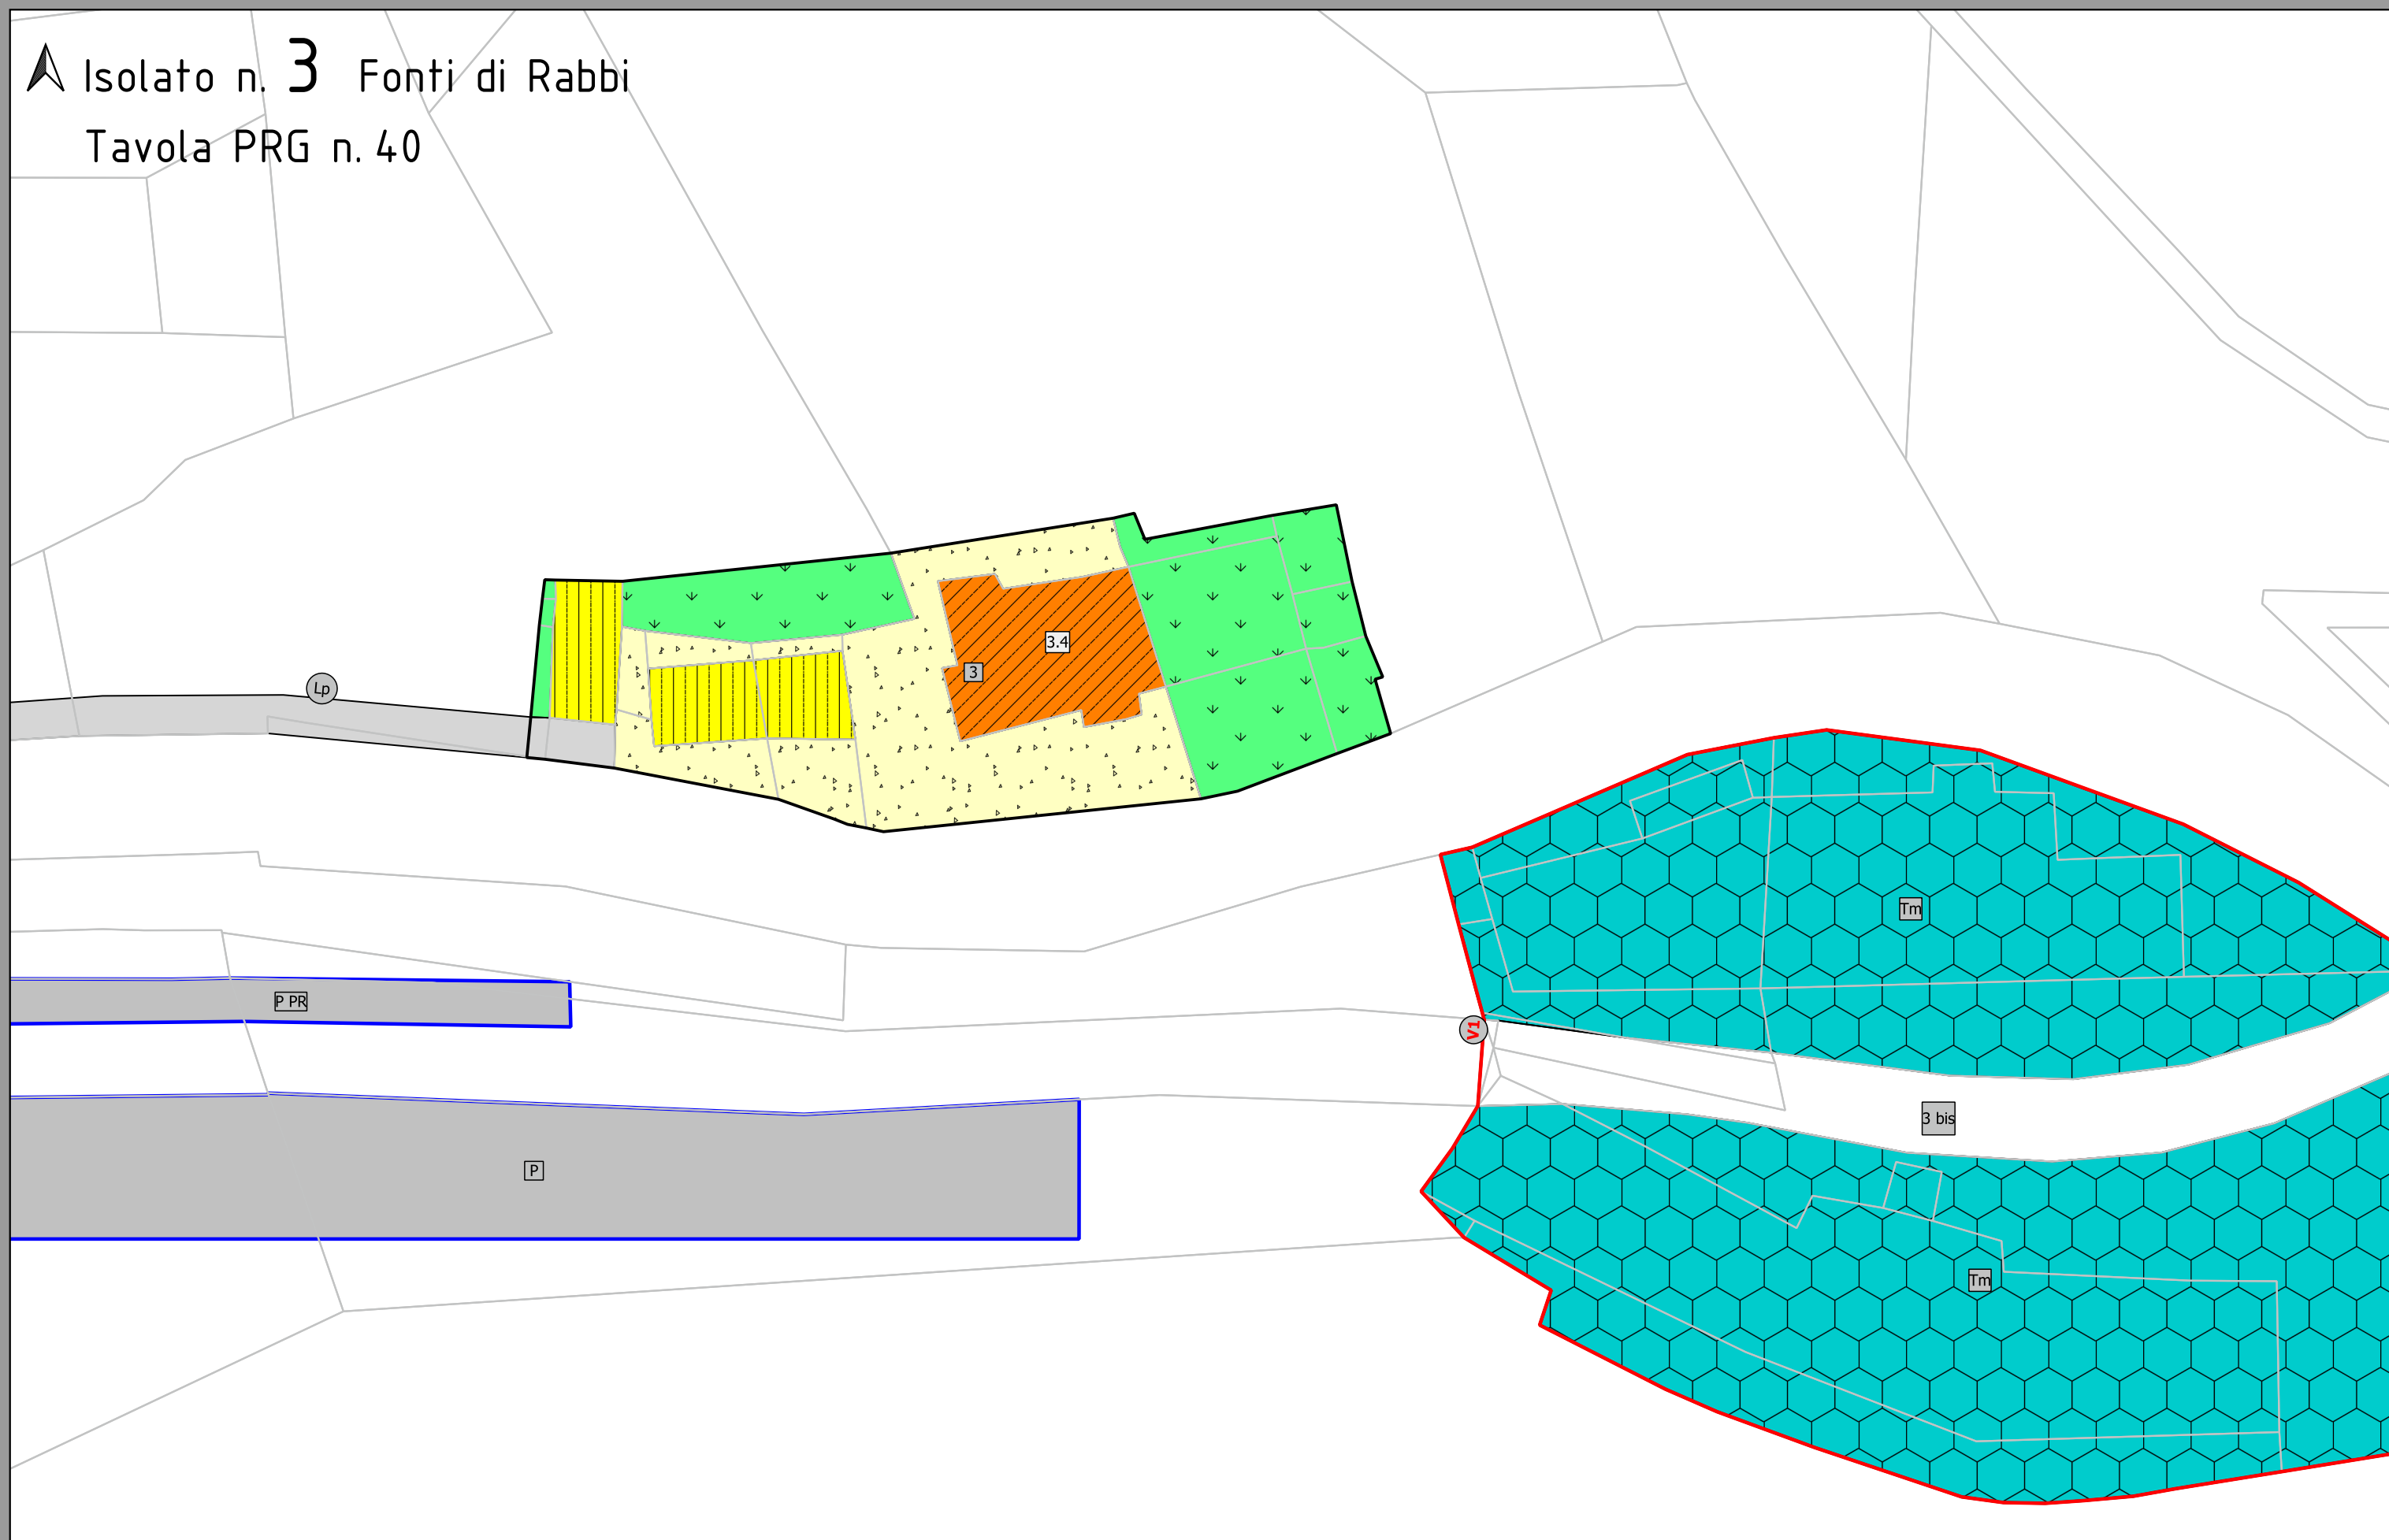 Isolato n. 3 Fonti di Rabbi
Tavola PRG n. 40
3.4
3
Lp
Tm
P PR
V1
3 bis
P
Tm